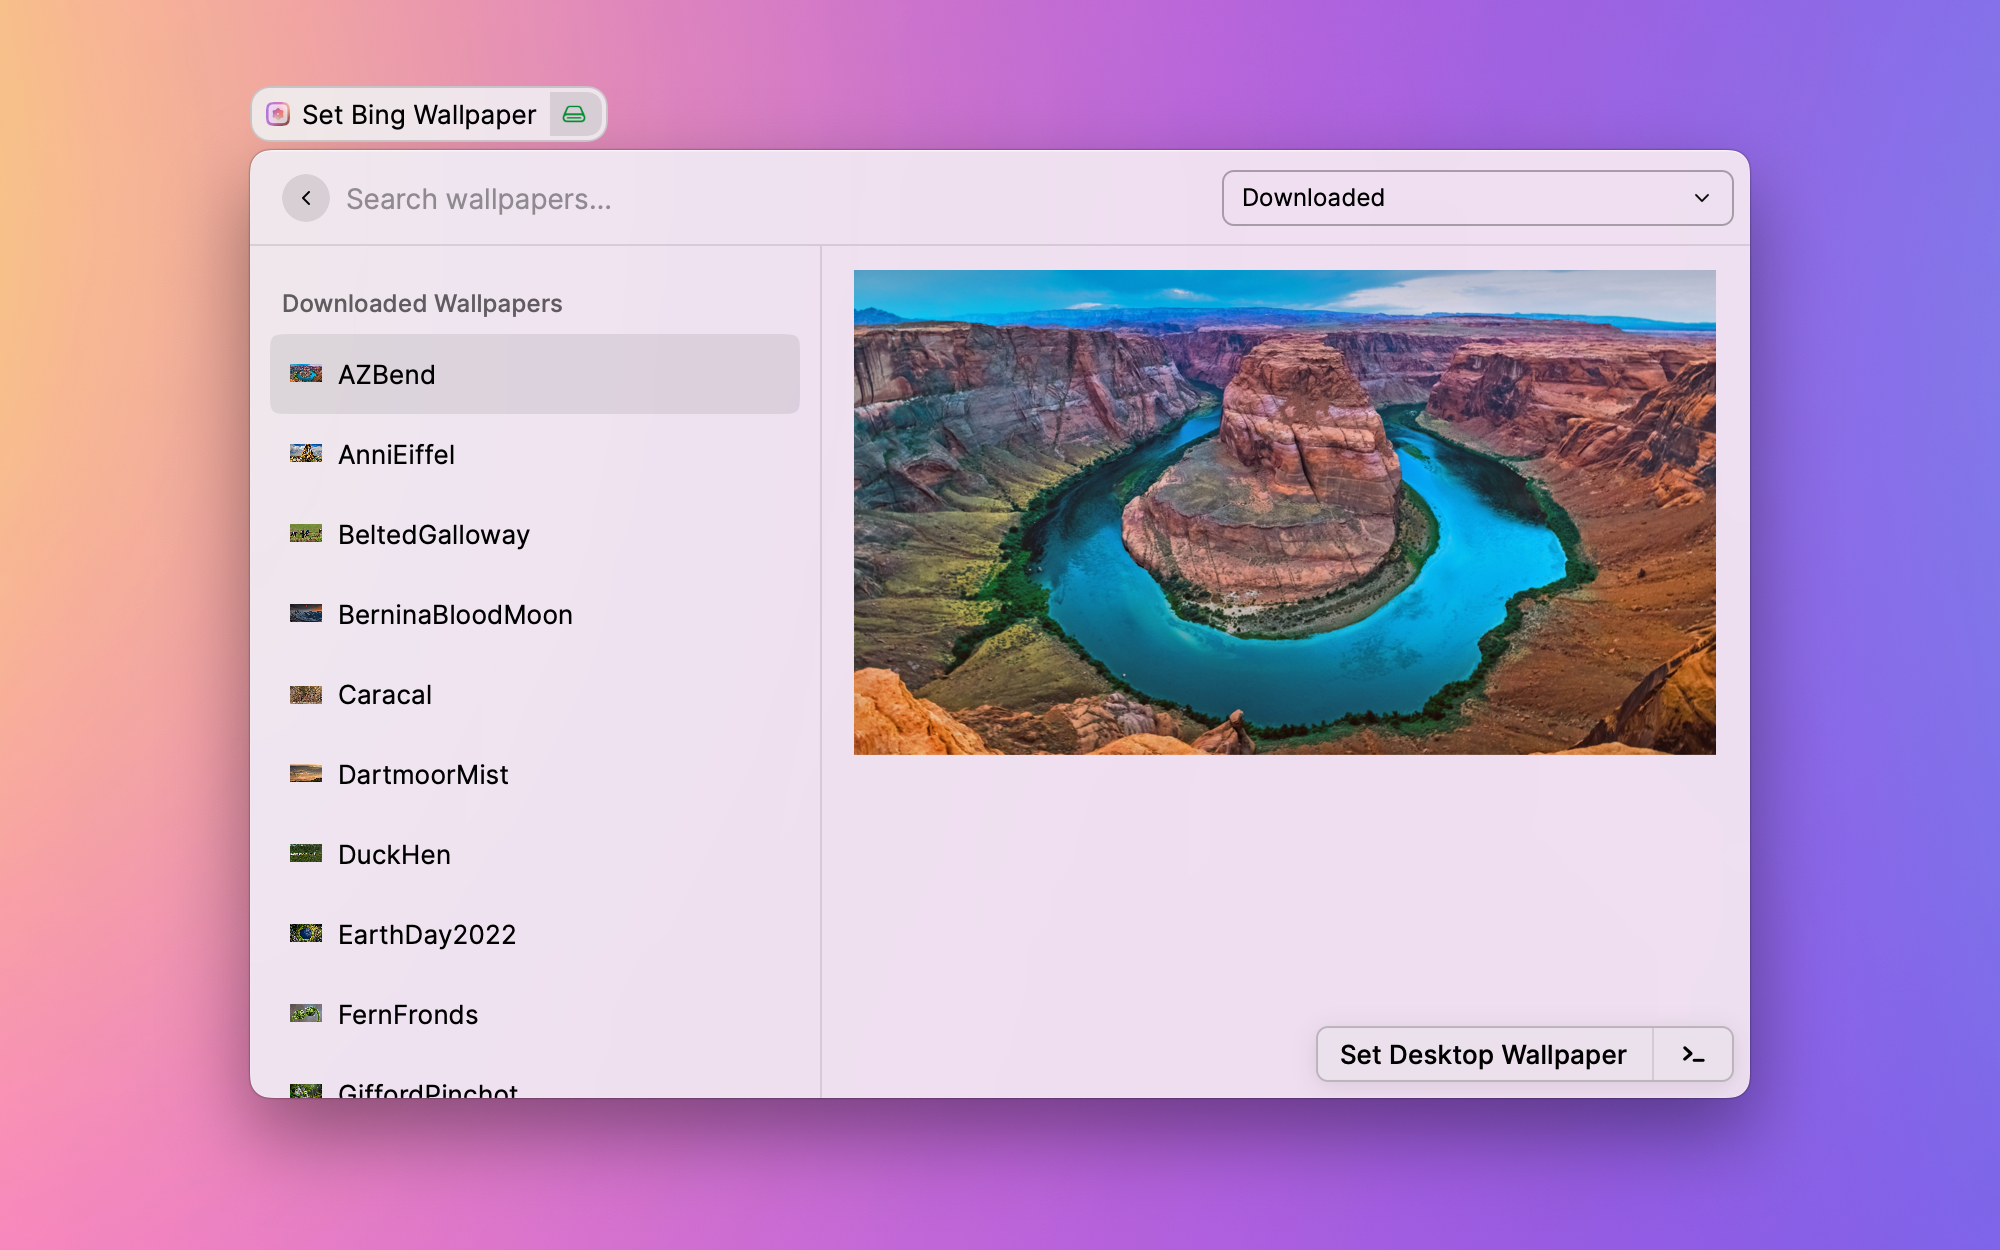 Set Bing Wallpaper
Search wallpapers...
Downloaded
Downloaded Wallpapers
AZBend
AnniEiffel
BeltedGalloway
BerninaBloodMoon
Caracal
DartmoorMist
DuckHen
EarthDay2022
FernFronds
GiffordPinchot
Set Desktop Wallpaper